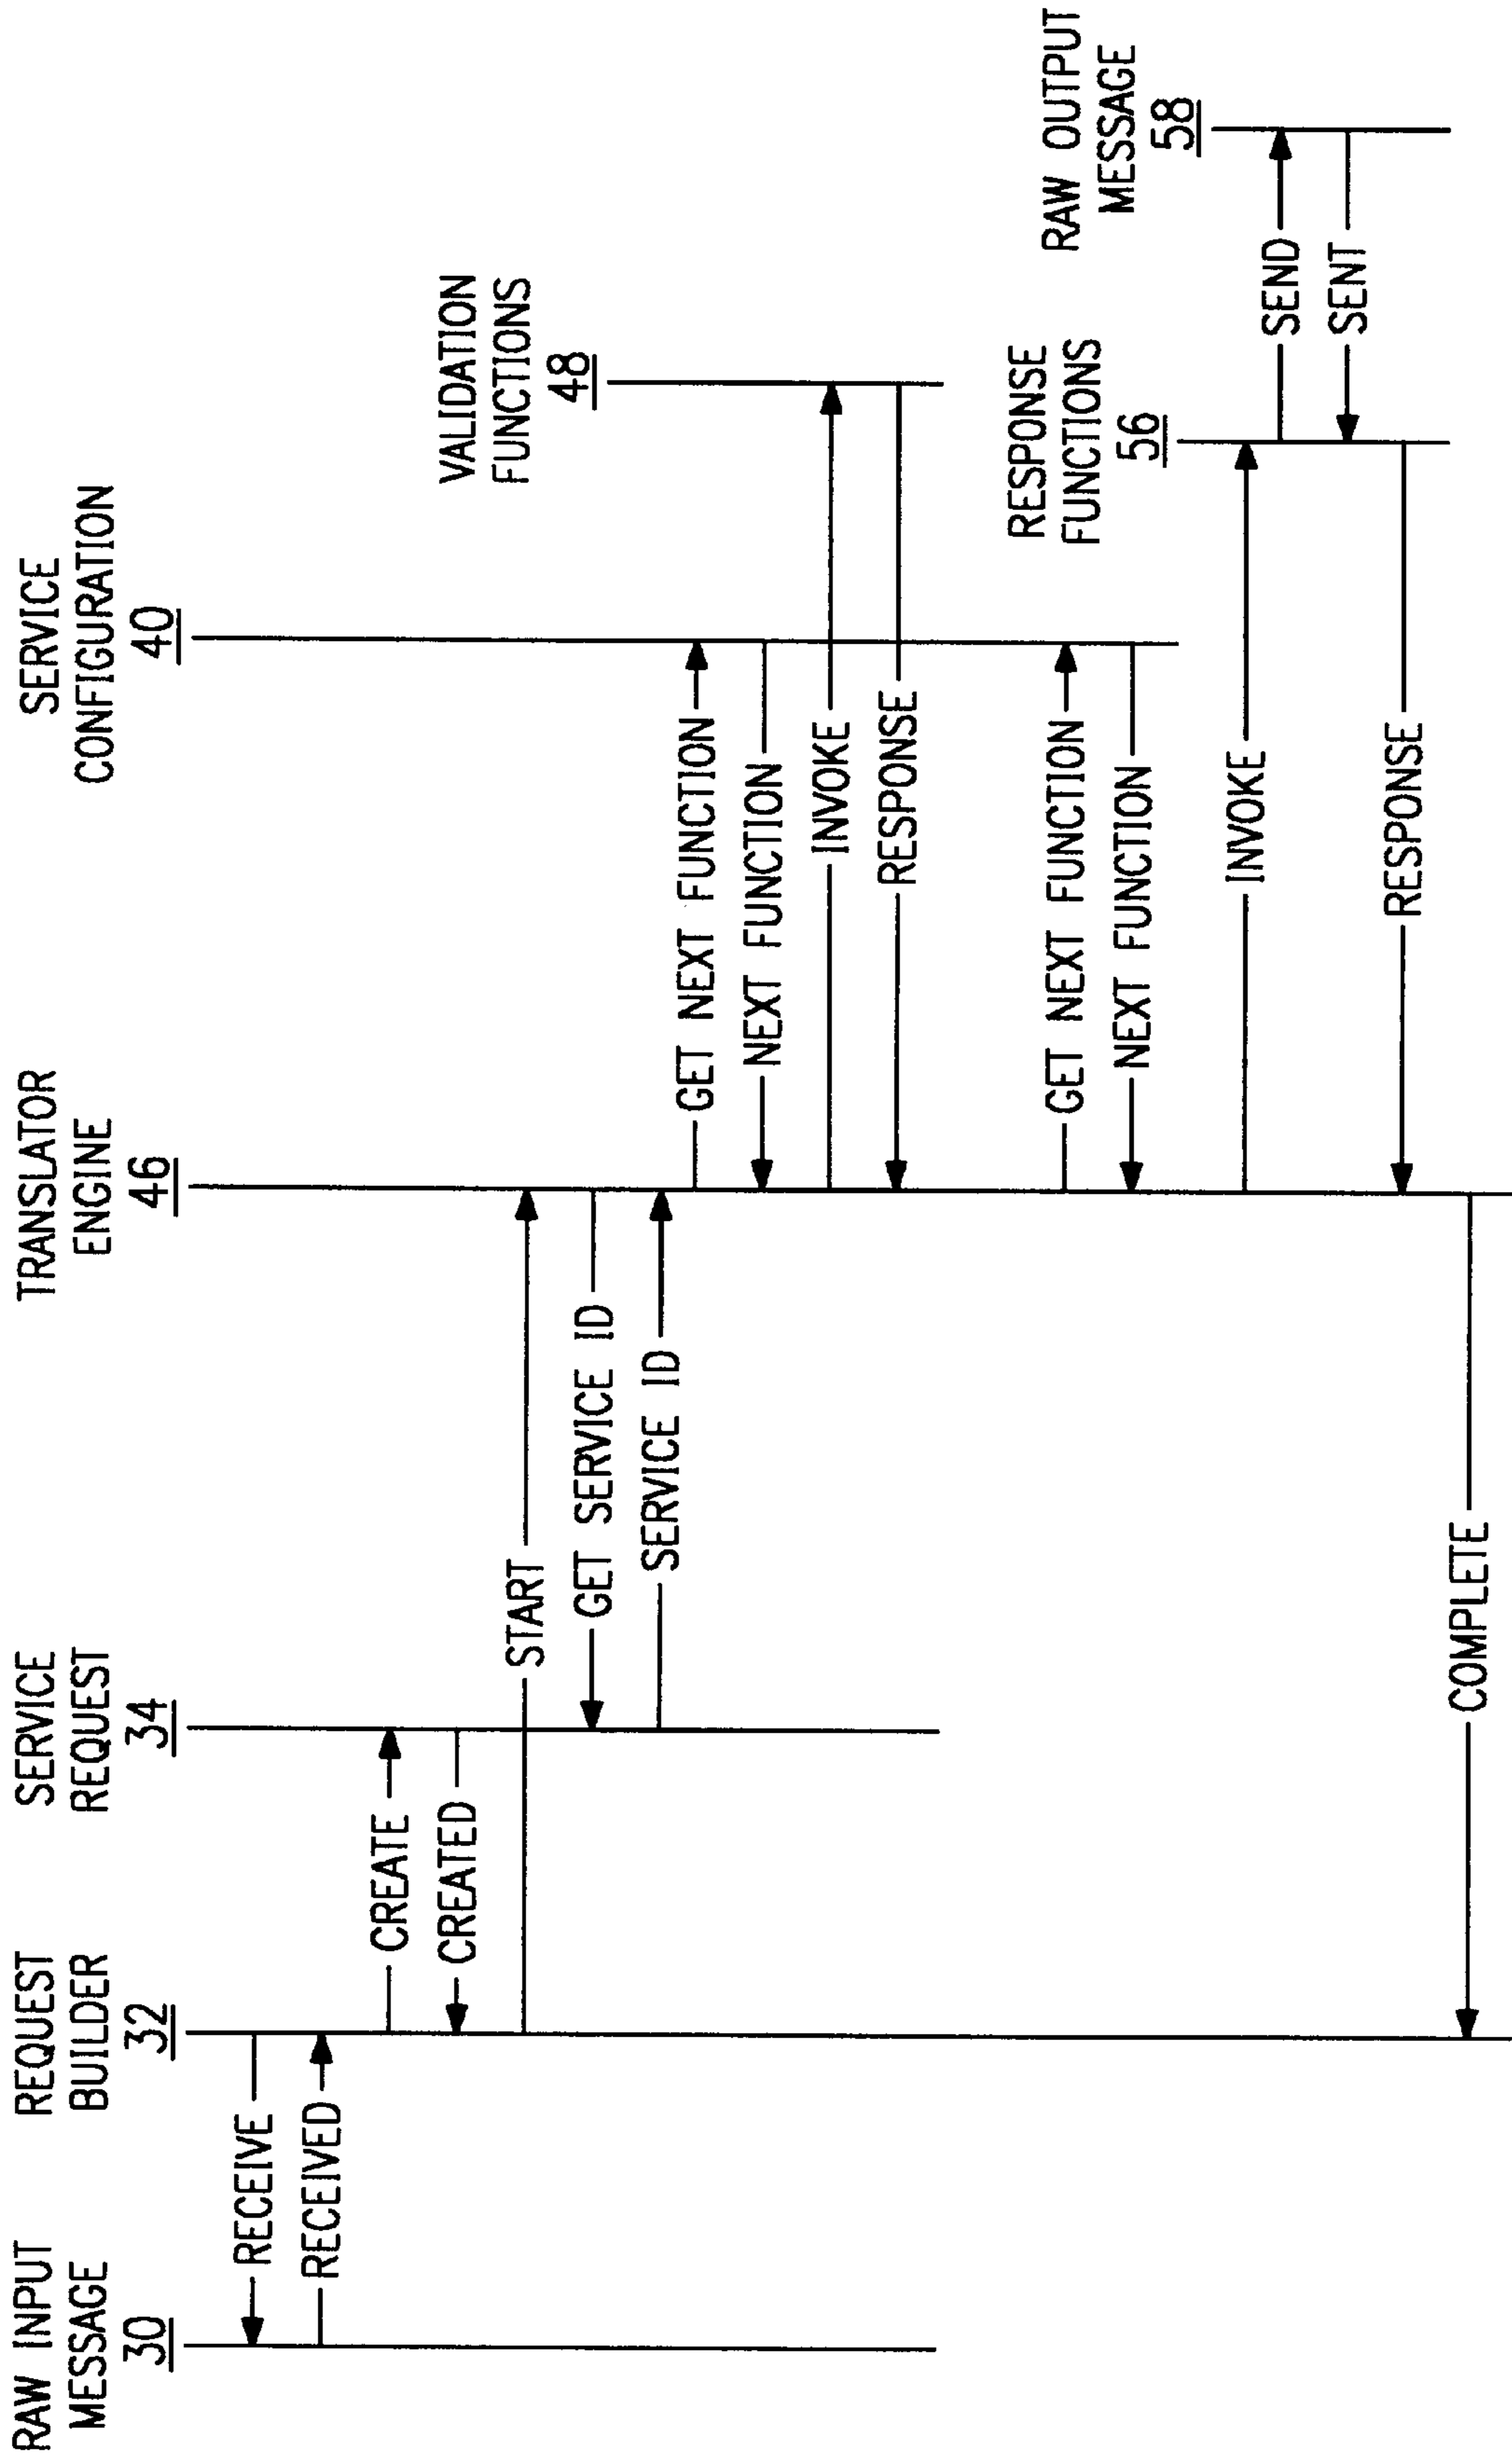 RAW INPUT
MESSAGE
30
REQUEST
BUILDER
32
SERVICE
REQUEST
34
TRANSLATOR
ENGINE
46
SERVICE
CONFIGURATION
40
RECEIVE
RECEIVED
CREATE
CREATED
START
GET SERVICE ID
SERVICE ID
VALIDATION
FUNCTIONS
48
GET NEXT FUNCTION
NEXT FUNCTION
INVOKE
RESPONSE
GET NEXT FUNCTION
NEXT FUNCTION
RESPONSE
FUNCTIONS
56
RAW OUTPUT
MESSAGE
58
INVOKE
SEND
SENT
RESPONSE
COMPLETE